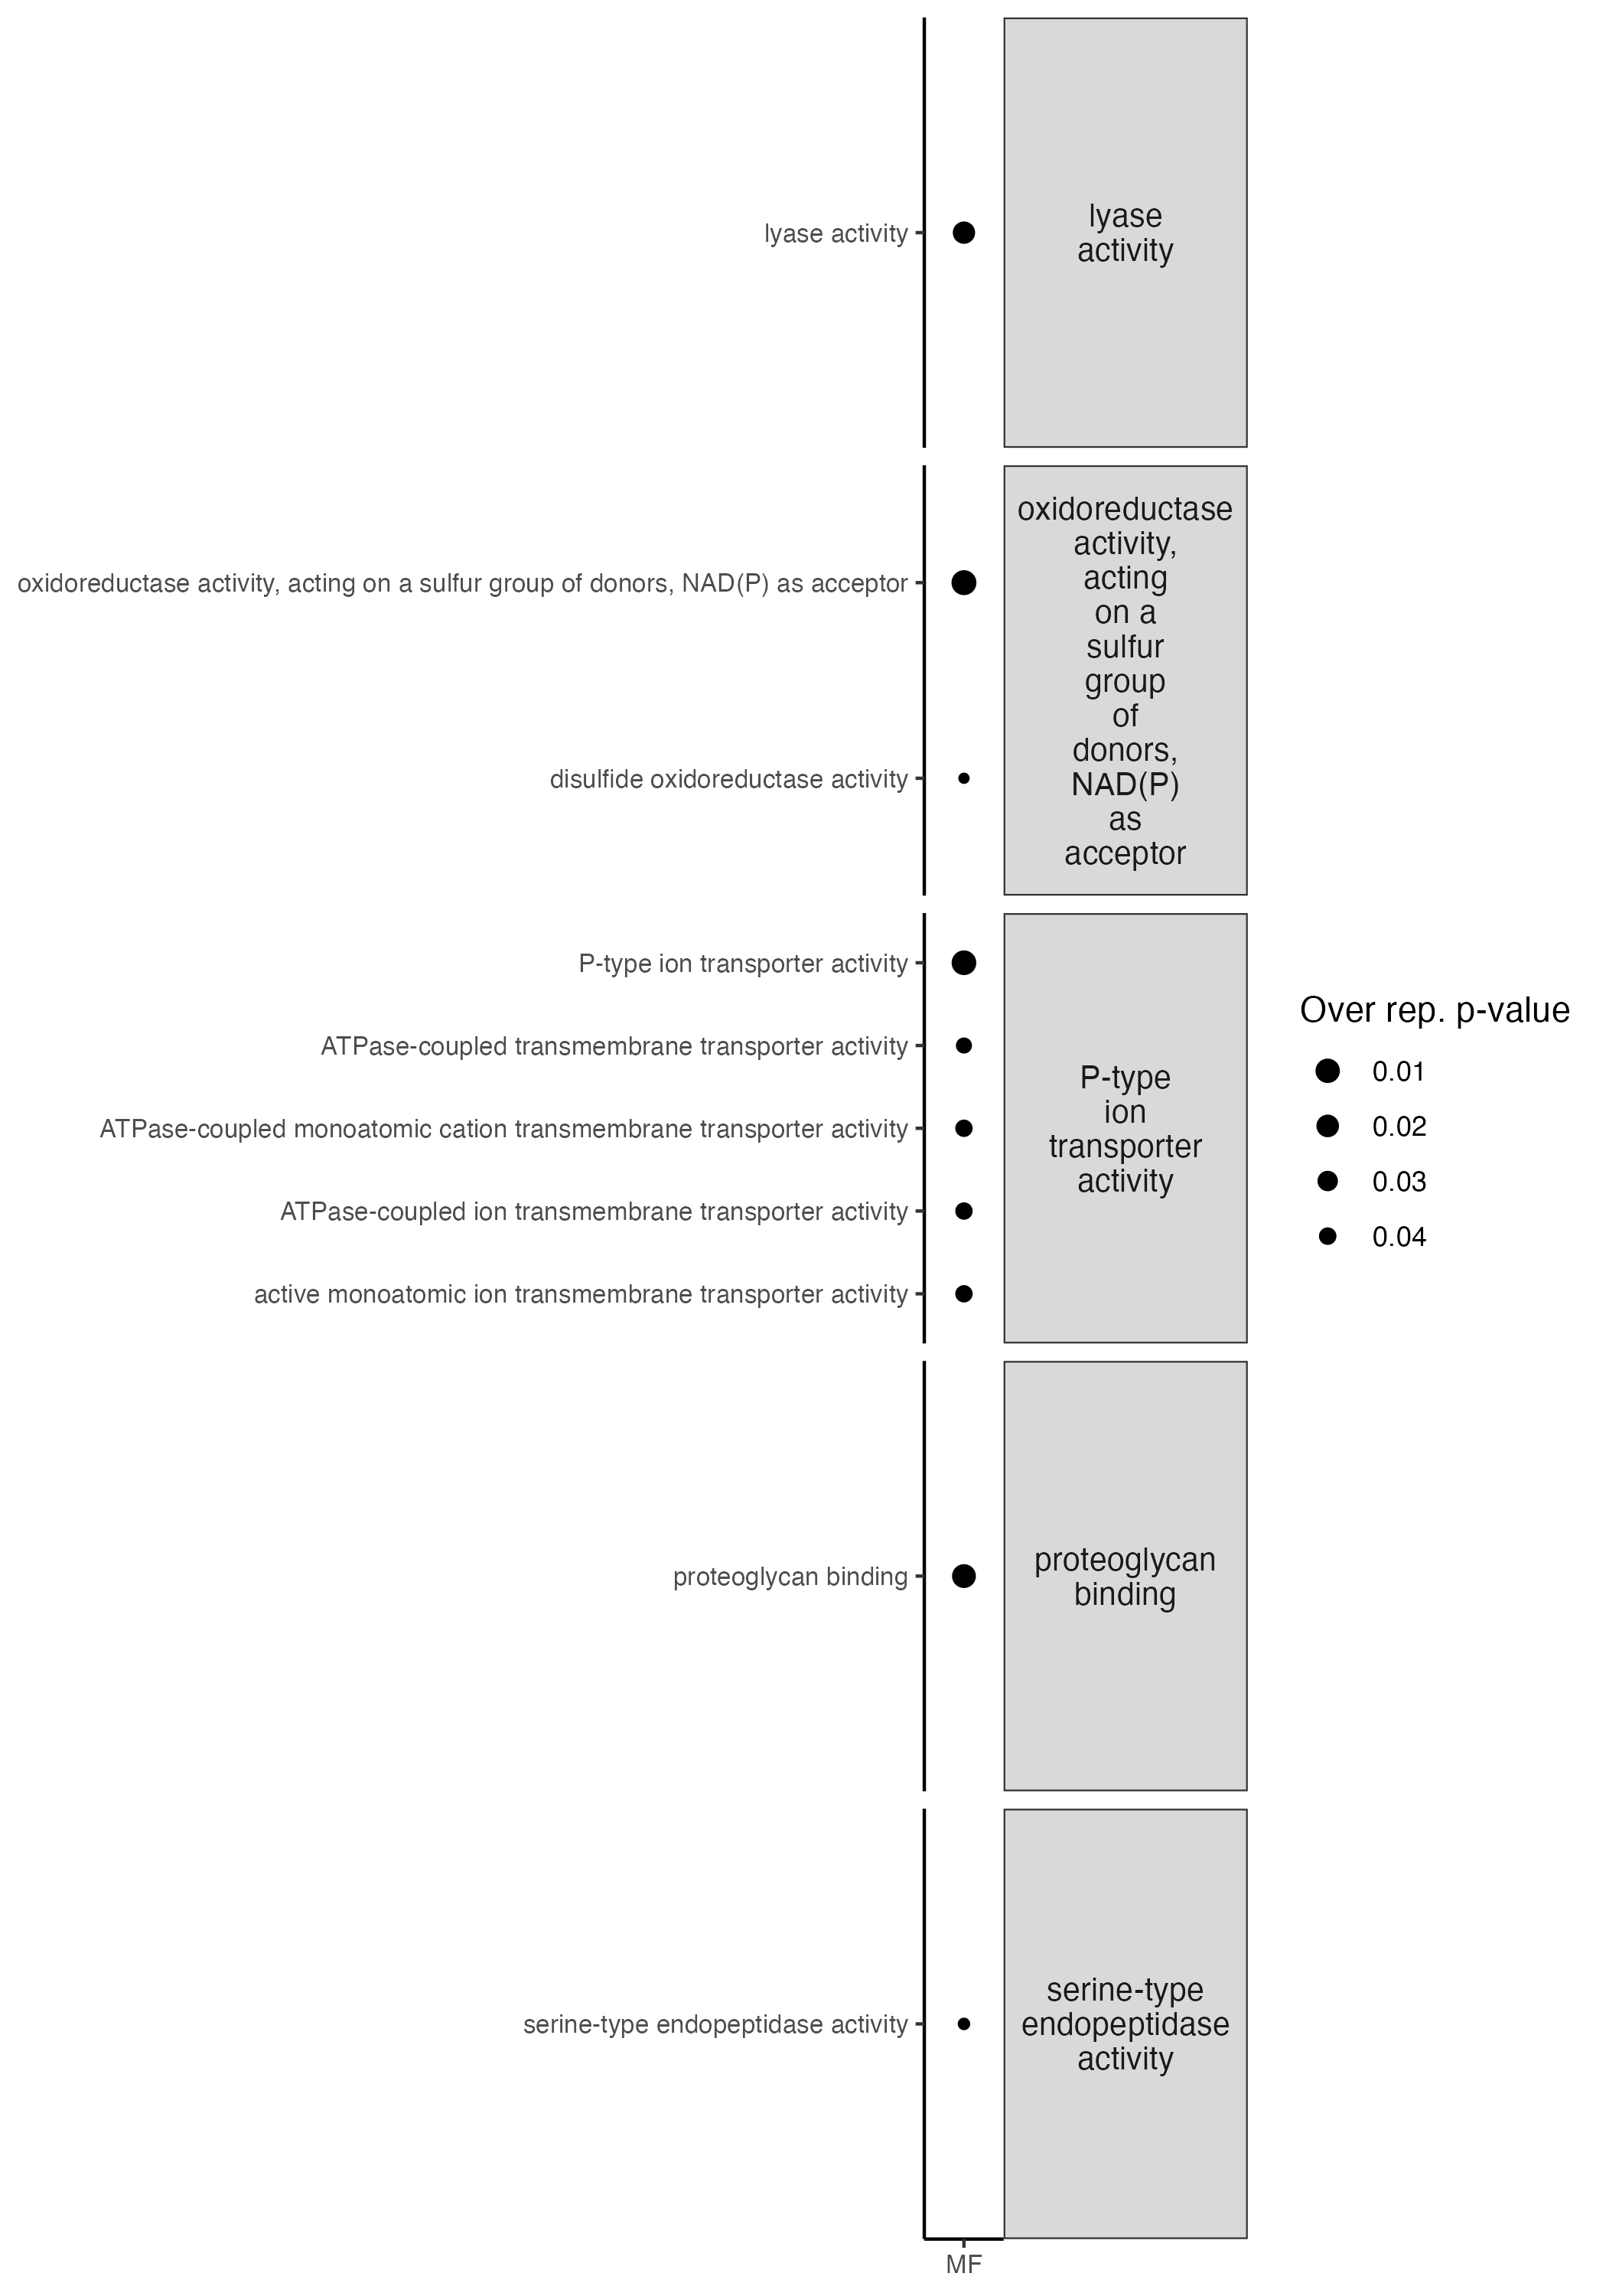 lyase activity
lyase
activity
oxidoreductase activity, acting on a sulfur group of donors, NAD(P) as acceptor
disulfide oxidoreductase activity
oxidoreductase
activity,
acting
on a
sulfur
group
of
donors,
NAD(P)
as
acceptor
P-type ion transporter activity
ATPase-coupled transmembrane transporter activity
ATPase-coupled monoatomic cation transmembrane transporter activity
ATPase-coupled ion transmembrane transporter activity
active monoatomic ion transmembrane transporter activity
P-type
ion
transporter
activity
proteoglycan binding
proteoglycan
binding
serine-type endopeptidase activity
serine-type
endopeptidase
activity
MF
Over rep. p-value
0.01
0.02
0.03
0.04